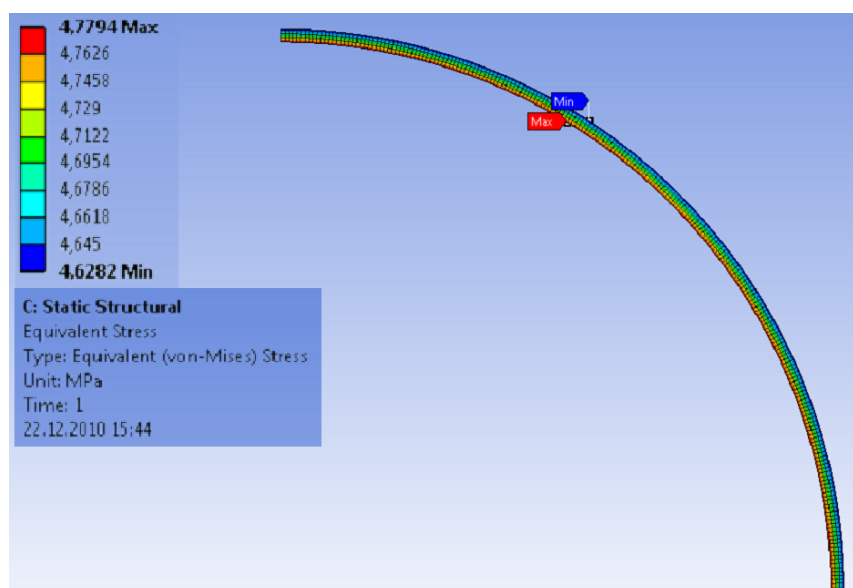 4,7794 Max
4,7626
4,7458
4,729
4,7122
4,6954
4,6786
4,6618
4,645
4,6282 Min
Min
Max
C: Static Structural
Equivalent Stress
Type: Equivalent (von-Mises) Stress
Unit: MPa
Time: 1
22.12.2010 15:44